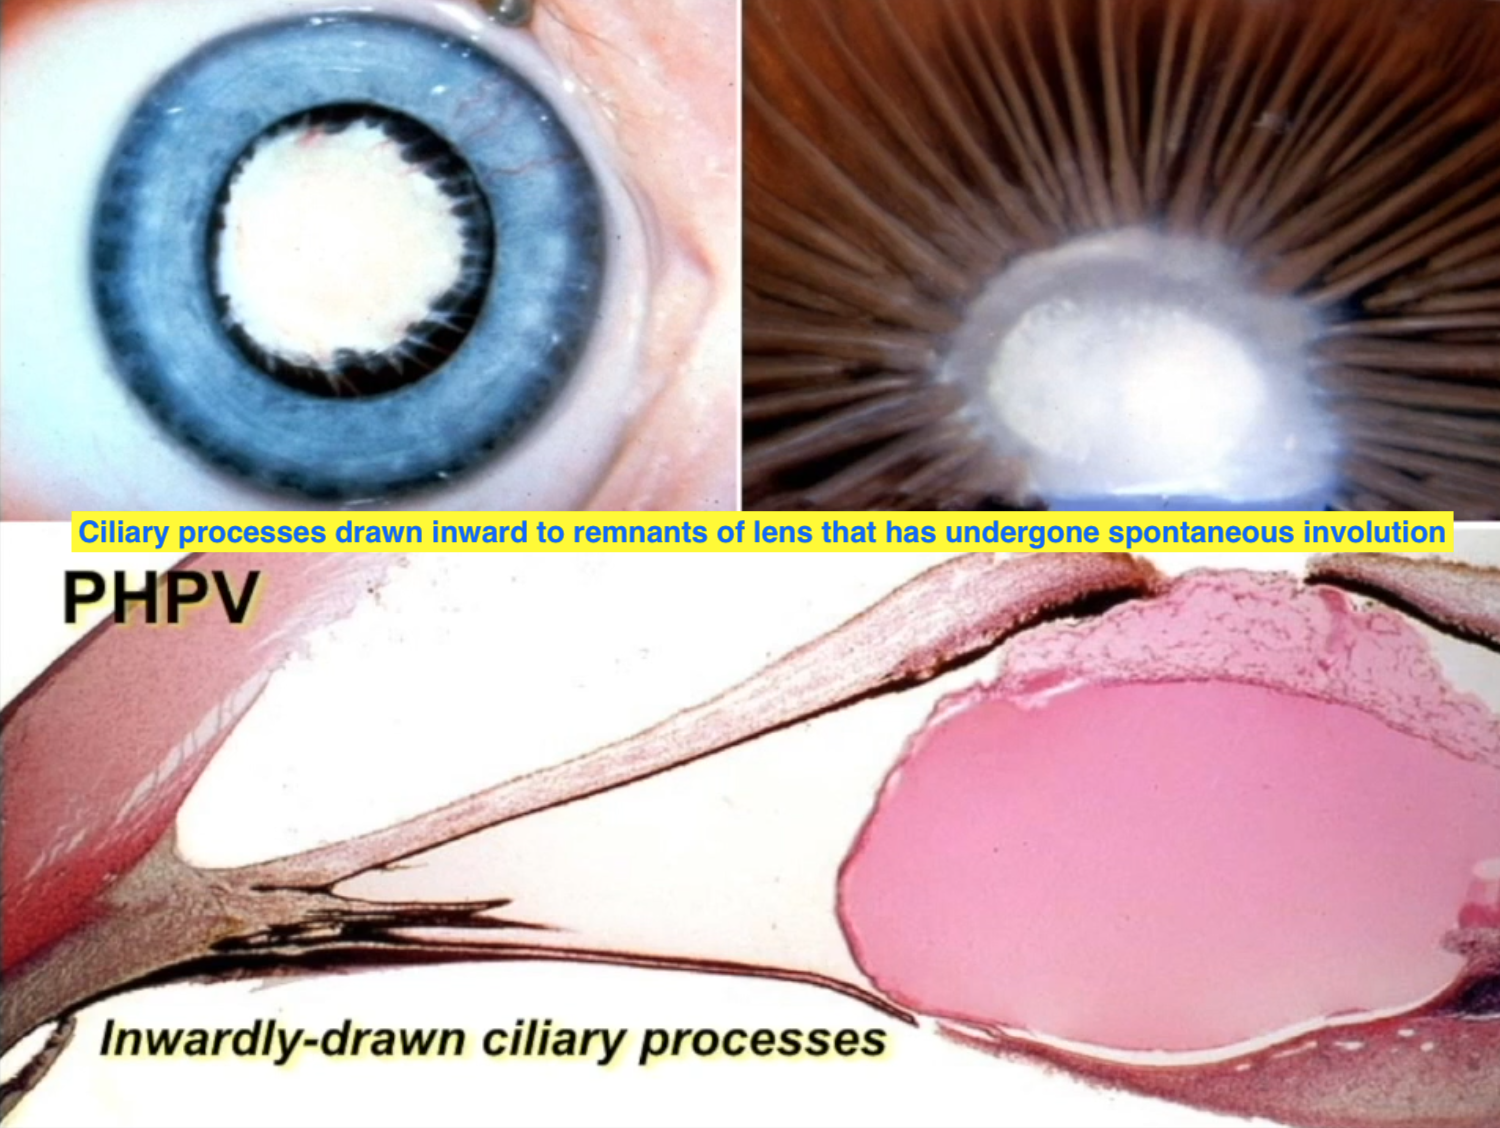 Ciliary processes drawn inward to remnants of lens that has undergone spontaneous involution
PHPV
Inwardly-drawn ciliary processes